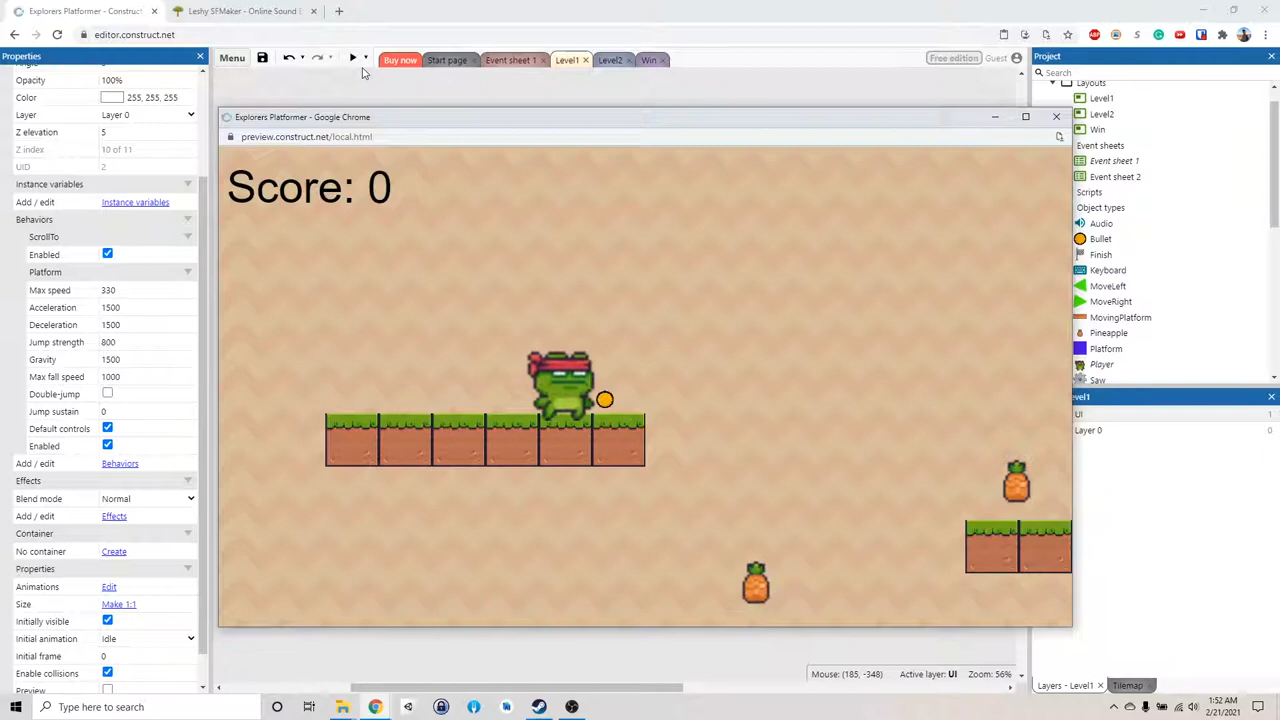 Explorers Platformer - Construct
Leshy SFMaker - Online Sound
editor.construct.net
Properties
Menu
Buy now
Start page
Event sheet 1
Level1
Level2
Win
Free edition
Guest
Project
Opacity
100%
Color
255, 255, 255
Layer
Layer 0
Z elevation
5
Z index
10 of 11
UID
2
Instance variables
Add / edit
Instance variables
Behaviors
ScrollTo
Enabled
Platform
Max speed
330
Acceleration
1500
Deceleration
1500
Jump strength
800
Gravity
1500
Max fall speed
1000
Double-jump
Jump sustain
0
Default controls
Enabled
Add / edit
Behaviors
Effects
Blend mode
Normal
Add / edit
Effects
Container
No container
Create
Properties
Animations
Edit
Size
Make 1:1
Initially visible
Initial animation
Idle
Initial frame
0
Enable collisions
Preview
Explorers Platformer - Google Chrome
preview.construct.net/local.html
Score: 0
Mouse: (185, -348)
Active layer: UI
Zoom: 56%
Search
Layouts
Level1
Level2
Win
Event sheets
Event sheet 1
Event sheet 2
Scripts
Object types
Audio
Bullet
Finish
Keyboard
MoveLeft
MoveRight
MovingPlatform
Pineapple
Platform
Player
Saw
UI
1
Layer 0
0
Layers - Level1
Tilemap
Type here to search
1:52 AM
2/21/2021